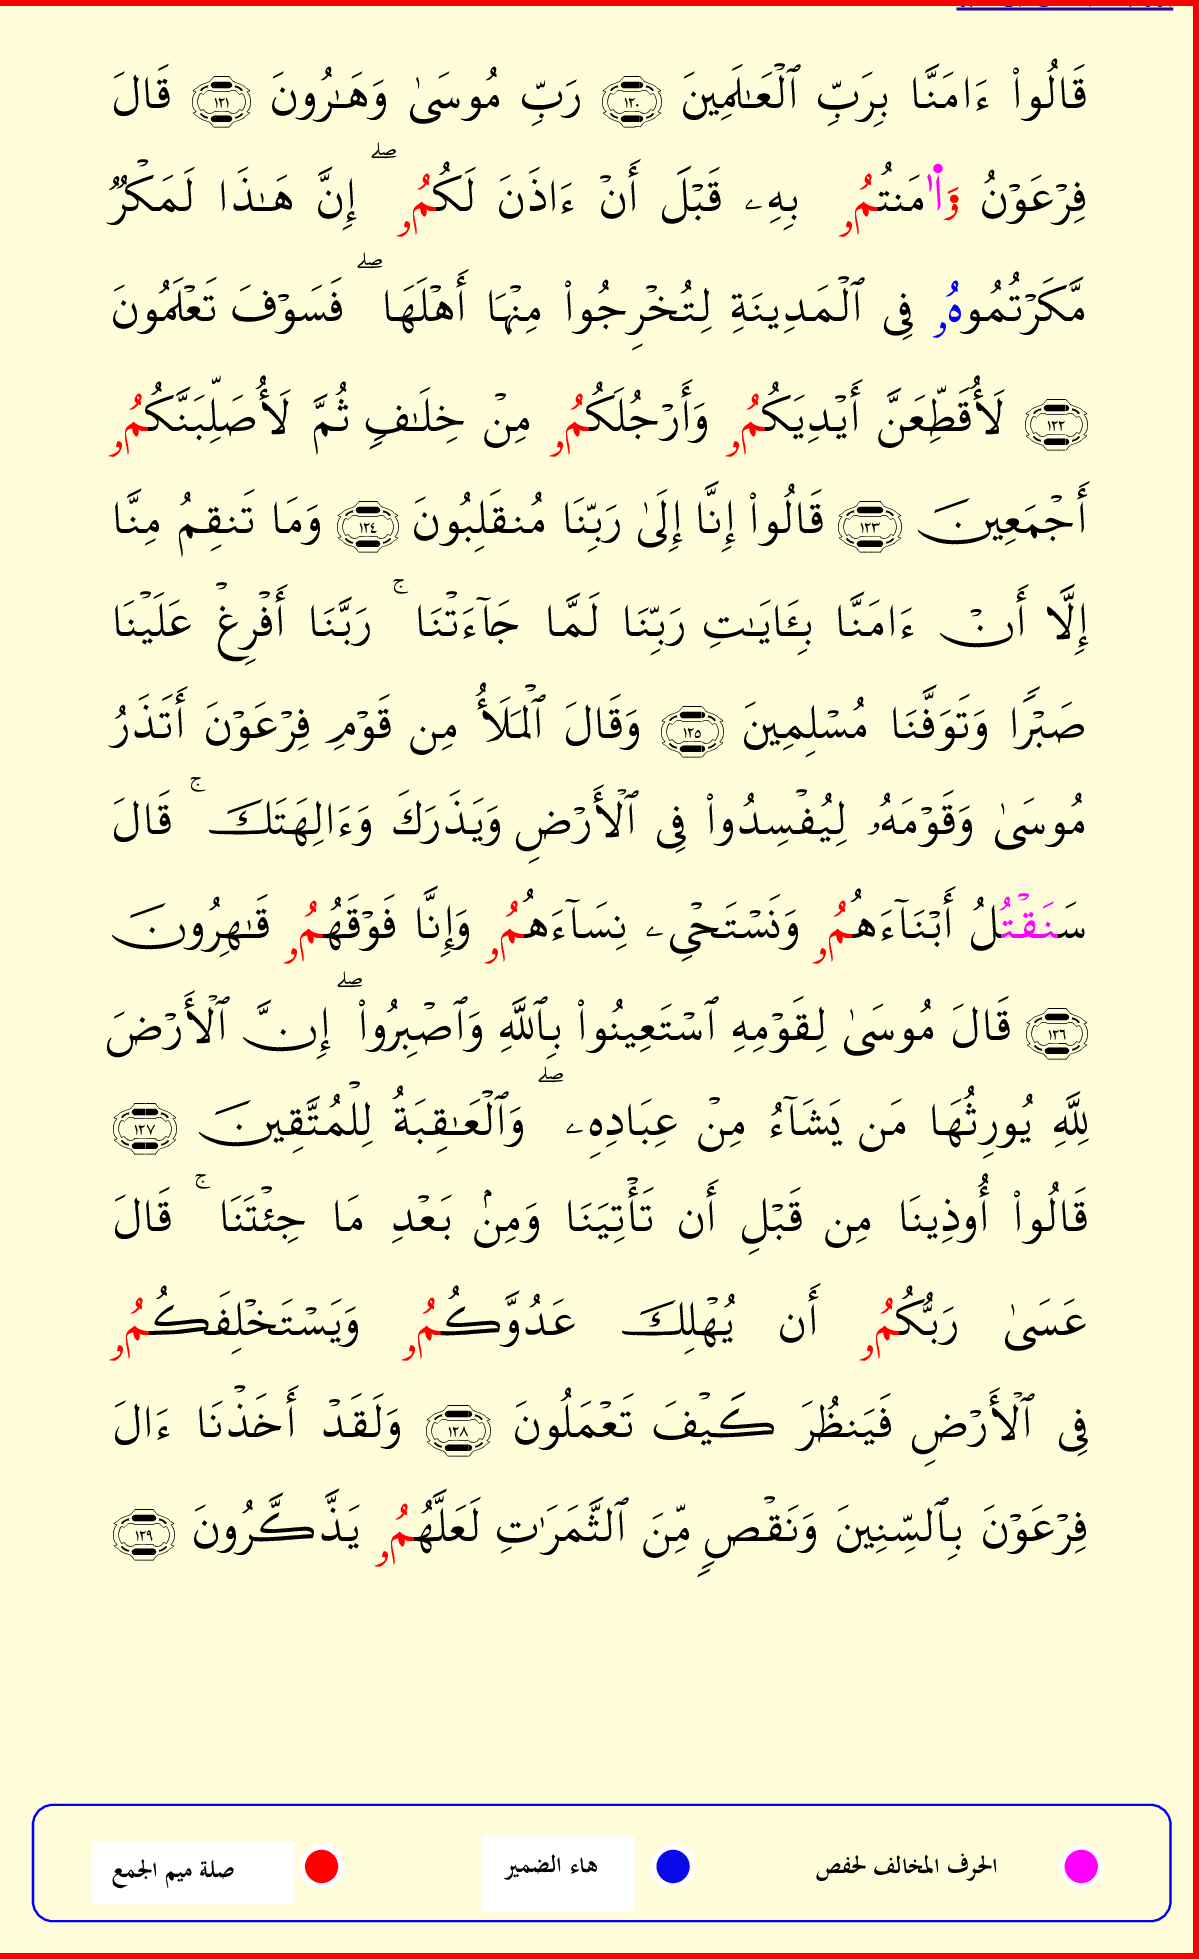 قَالُوا۟ ءَامَنَّا بِرَبِّ ٱلْعَـٰلَمِينَ ١٢٠ رَبِّ مُوسَىٰ وَهَـٰرُونَ ١٢١ قَالَ
فِرْعَوْنُ وَا۬مَنتُمُۥ بِهِۦ قَبْلَ أَنْ ءَاذَنَ لَكُمُۥ ۖ إِنَّ هَـٰذَا لَمَكْرٌ
مَّكَرْتُمُوهُۥ فِى ٱلْمَدِينَةِ لِتُخْرِجُوا۟ مِنْهَا أَهْلَهَا ۖ فَسَوْفَ تَعْلَمُونَ
١٢٢ لَأُقَطِّعَنَّ أَيْدِيَكُمُۥ وَأَرْجُلَكُمُۥ مِنْ خِلَـٰفٍ ثُمَّ لَأُصَلِّبَنَّكُمُۥ
أَجْمَعِينَ ١٢٣ قَالُوا۟ إِنَّا إِلَىٰ رَبِّنَا مُنقَلِبُونَ ١٢٤ وَمَا تَنقِمُ مِنَّا
إِلَّا أَنْ ءَامَنَّا بِـَٔايَـٰتِ رَبِّنَا لَمَّا جَآءَتْنَا ۚ رَبَّنَا أَفْرِغْ عَلَيْنَا
صَبْرًا وَتَوَفَّنَا مُسْلِمِينَ ١٢٥ وَقَالَ ٱلْمَلَأُ مِن قَوْمِ فِرْعَوْنَ أَتَذَرُ
مُوسَىٰ وَقَوْمَهُۥ لِيُفْسِدُوا۟ فِى ٱلْأَرْضِ وَيَذَرَكَ وَءَالِهَتَكَ ۚ قَالَ
سَنَقْتُلُ أَبْنَآءَهُمُۥ وَنَسْتَحْىِۦ نِسَآءَهُمُۥ وَإِنَّا فَوْقَهُمُۥ قَـٰهِرُونَ
١٢٦ قَالَ مُوسَىٰ لِقَوْمِهِ ٱسْتَعِينُوا۟ بِٱللَّهِ وَٱصْبِرُوا۟ ۖ إِنَّ ٱلْأَرْضَ
لِلَّهِ يُورِثُهَا مَن يَشَآءُ مِنْ عِبَادِهِۦ ۖ وَٱلْعَـٰقِبَةُ لِلْمُتَّقِينَ ١٢٧
قَالُوا۟ أُوذِينَا مِن قَبْلِ أَن تَأْتِيَنَا وَمِنۢ بَعْدِ مَا جِئْتَنَا ۚ قَالَ
عَسَىٰ رَبُّكُمُۥ أَن يُهْلِكَ عَدُوَّكُمُۥ وَيَسْتَخْلِفَكُمُۥ
فِى ٱلْأَرْضِ فَيَنظُرَ كَيْفَ تَعْمَلُونَ ١٢٨ وَلَقَدْ أَخَذْنَا ءَالَ
فِرْعَوْنَ بِٱلسِّنِينَ وَنَقْصٍ مِّنَ ٱلثَّمَرَٰتِ لَعَلَّهُمُۥ يَذَّكَّرُونَ ١٢٩
الحرف المخالف لحفص هاء الضمير صلة ميم الجمع